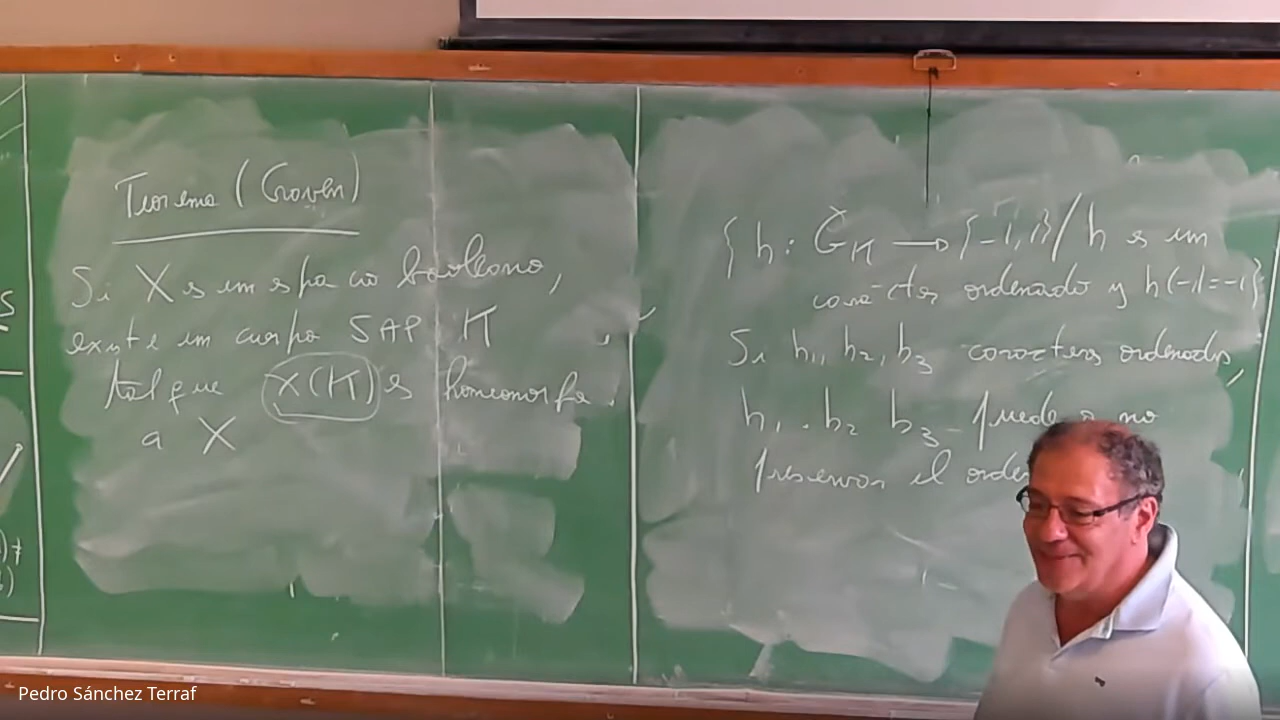 Teorema (Craven)
Si X es un espacio booleano,
existe un cuerpo SAP K
tal que X(K) es homeomorfo
a X
{ h: G_K → {-1,1} / h es un
carácter ordenado y h(-1)=-1}
Si h₁, h₂, h₃ caracteres ordenados,
h₁ . h₂ h₃ puede o no
preservar el orden
Pedro Sánchez Terraf